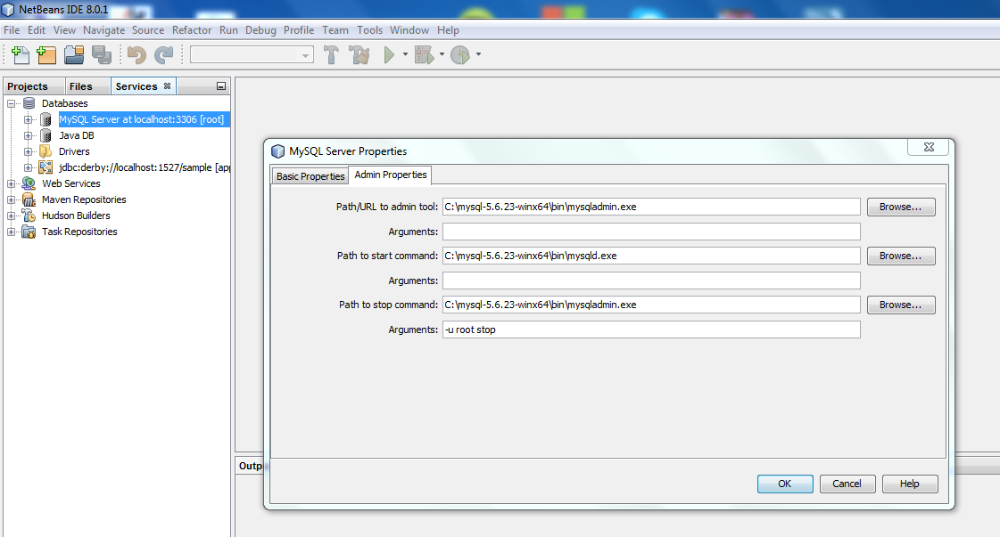 NetBeans IDE 8.0.1
File Edit View Navigate Source Refactor Run Debug Profile Team Tools Window Help
Projects Files Services
Databases
MySQL Server at localhost:3306 [root]
Java DB
Drivers
jdbc:derby://localhost:1527/sample [app
Web Services
Maven Repositories
Hudson Builders
Task Repositories
MySQL Server Properties
Basic Properties Admin Properties
Path/URL to admin tool: C:\mysql-5.6.23-winx64\bin\mysqladmin.exe Browse...
Arguments:
Path to start command: C:\mysql-5.6.23-winx64\bin\mysqld.exe Browse...
Arguments:
Path to stop command: C:\mysql-5.6.23-winx64\bin\mysqladmin.exe Browse...
Arguments: -u root stop
Outp
OK Cancel Help